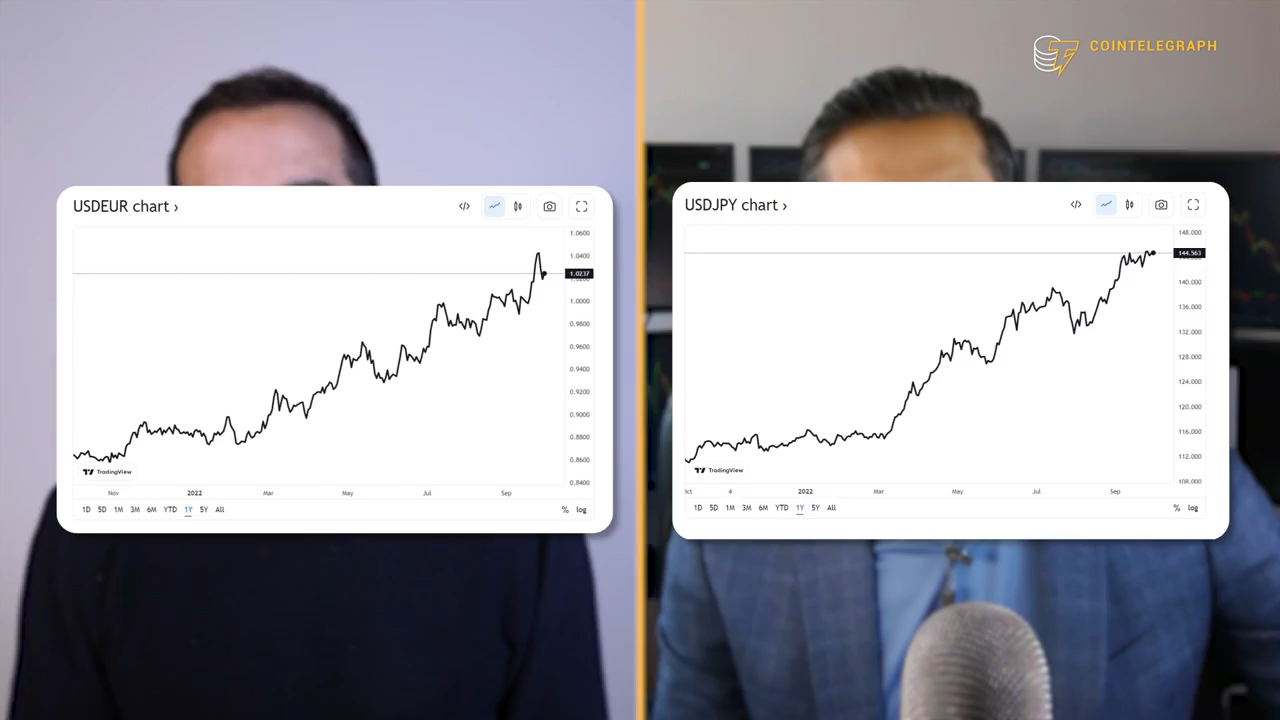 COINTELEGRAPH
USDEUR chart ›
1.0600
1.0400
1.0237
1.0000
0.9800
0.9600
0.9400
0.9200
0.9000
0.8800
0.8600
0.8400
TradingView
Nov 2022 Mar May Jul Sep
1D 5D 1M 3M 6M YTD 1Y 5Y All % log
USDJPY chart ›
148.000
144.563
140.000
136.000
132.000
128.000
124.000
120.000
116.000
112.000
108.000
TradingView
4 2022 Mar May Jul Sep
1D 5D 1M 3M 6M YTD 1Y 5Y All % log